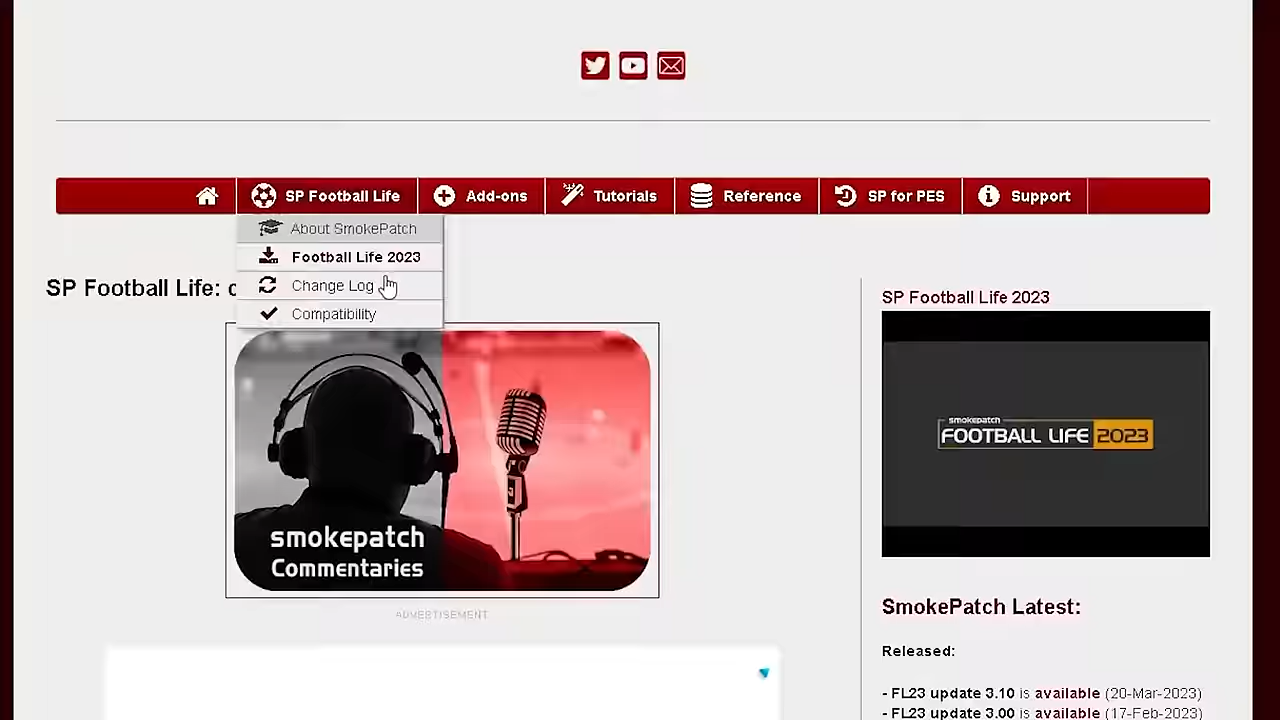 SP Football Life
Add-ons
Tutorials
Reference
SP for PES
Support
About SmokePatch
Football Life 2023
Change Log
Compatibility
SP Football Life:
smokepatch
Commentaries
ADVERTISEMENT
SP Football Life 2023
smokepatch
FOOTBALL LIFE 2023
SmokePatch Latest:
Released:
- FL23 update 3.10 is available (20-Mar-2023)
- FL23 update 3.00 is available (17-Feb-2023)